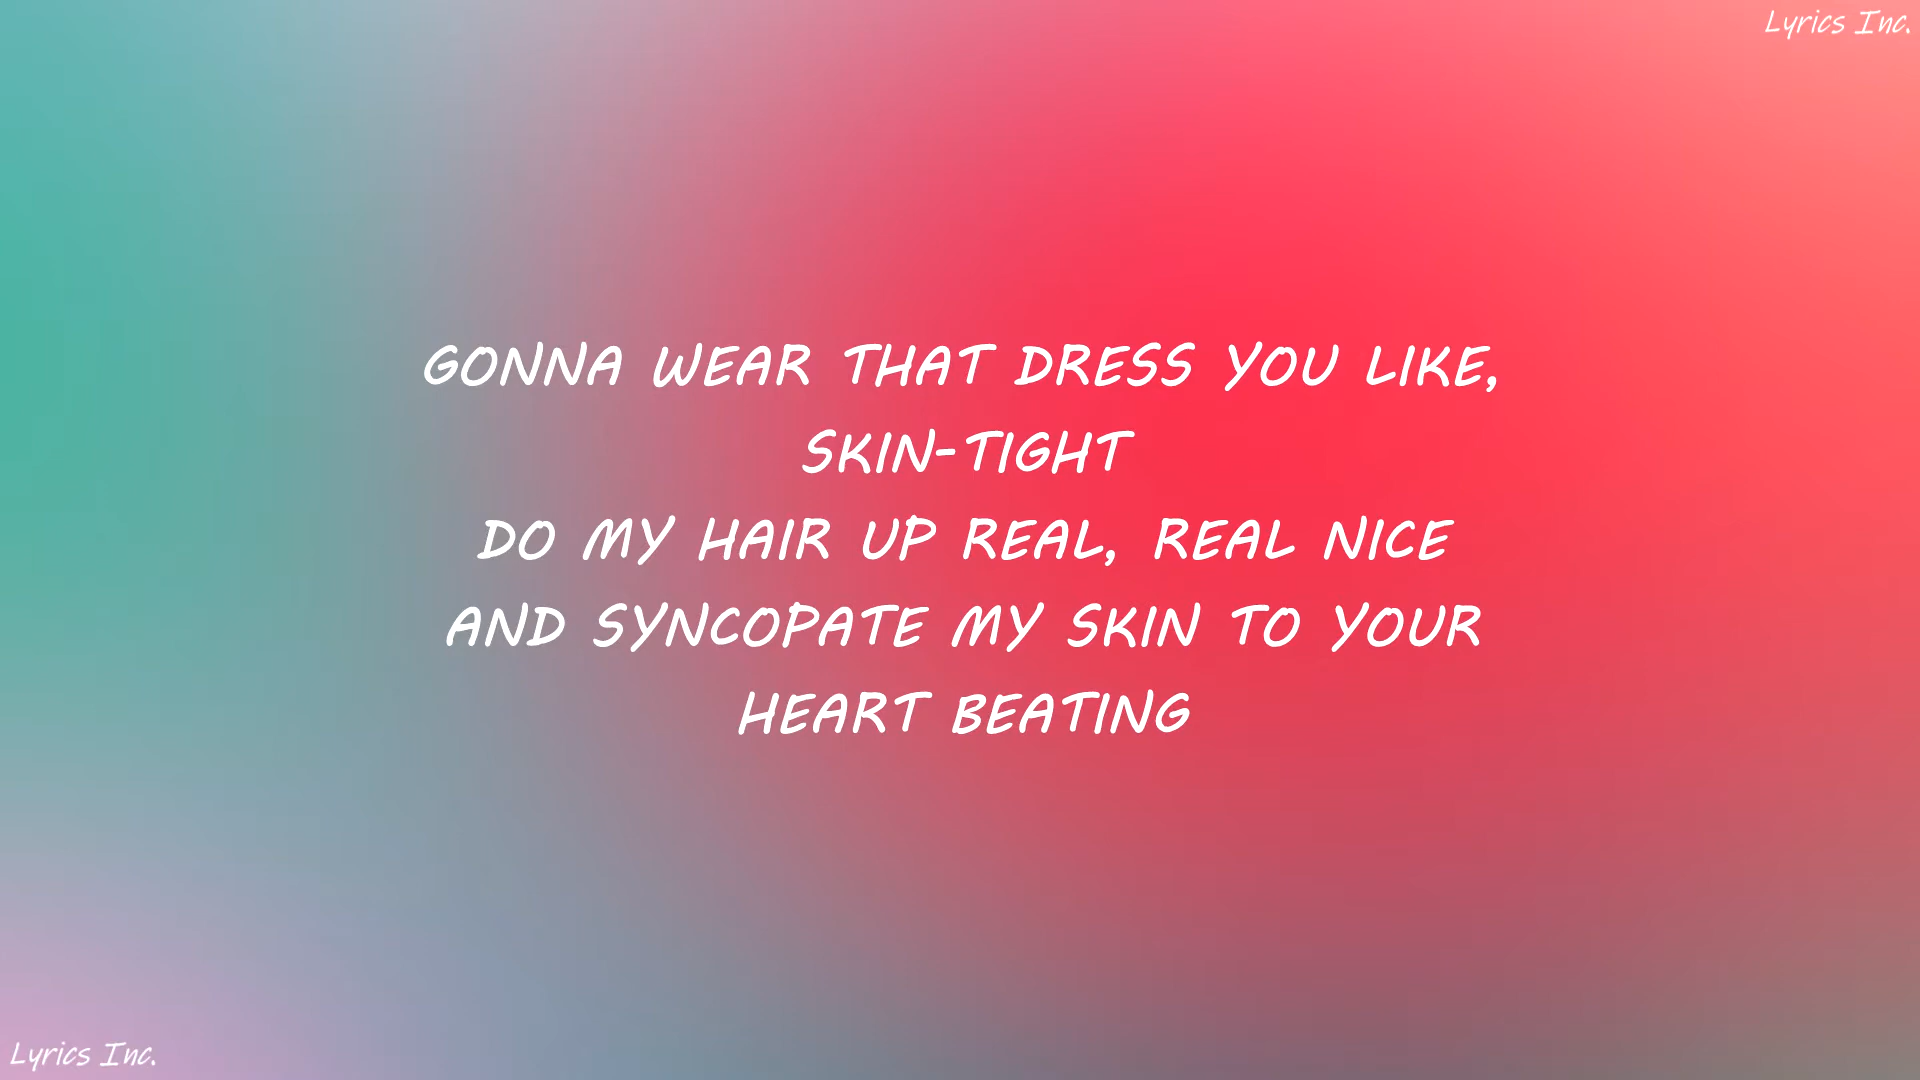 Lyrics Inc.
GONNA WEAR THAT DRESS YOU LIKE,
SKIN-TIGHT
DO MY HAIR UP REAL, REAL NICE
AND SYNCOPATE MY SKIN TO YOUR
HEART BEATING
Lyrics Inc.